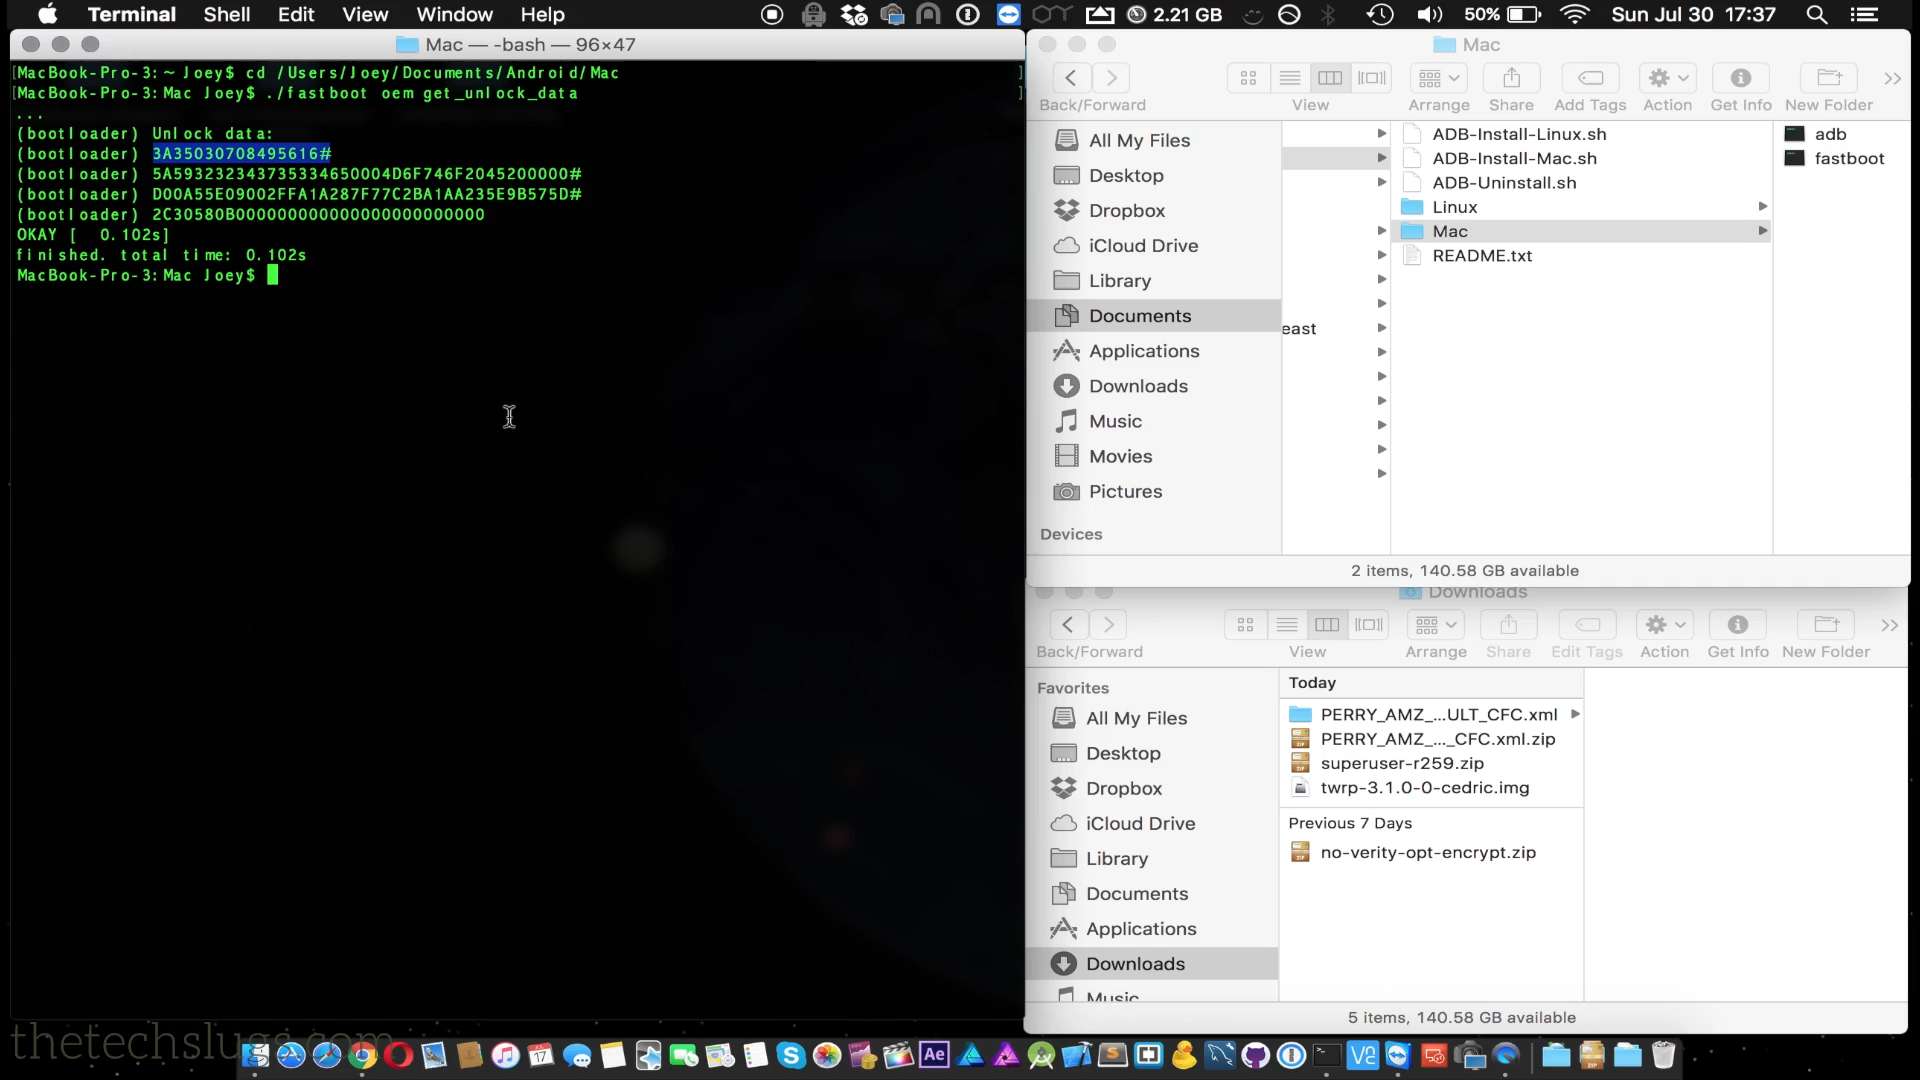 Terminal Shell Edit View Window Help 2.21 GB 50% Sun Jul 30 17:37
Mac — -bash — 96×47
[MacBook-Pro-3:~ Joey$ cd /Users/Joey/Documents/Android/Mac ]
[MacBook-Pro-3:Mac Joey$ ./fastboot oem get_unlock_data ]
...
(bootloader) Unlock data:
(bootloader) 3A35030708495616#
(bootloader) 5A5932323437353346500004D6F746F2045200000#
(bootloader) D00A55E09002FFA1A287F77C2BA1AA235E9B575D#
(bootloader) 2C30580B000000000000000000000000
OKAY [  0.102s]
finished. total time: 0.102s
MacBook-Pro-3:Mac Joey$
thetechslugs.com
Mac
Back/Forward View Arrange Share Add Tags Action Get Info New Folder
All My Files
Desktop
Dropbox
iCloud Drive
Library
Documents
Applications
Downloads
Music
Movies
Pictures
Devices
east
ADB-Install-Linux.sh
ADB-Install-Mac.sh
ADB-Uninstall.sh
Linux
Mac
README.txt
adb
fastboot
2 items, 140.58 GB available
Downloads
Back/Forward View Arrange Share Edit Tags Action Get Info New Folder
Favorites
All My Files
Desktop
Dropbox
iCloud Drive
Library
Documents
Applications
Downloads
Music
Today
PERRY_AMZ_...ULT_CFC.xml
PERRY_AMZ_..._CFC.xml.zip
superuser-r259.zip
twrp-3.1.0-0-cedric.img
Previous 7 Days
no-verity-opt-encrypt.zip
5 items, 140.58 GB available
17
Ae
V2